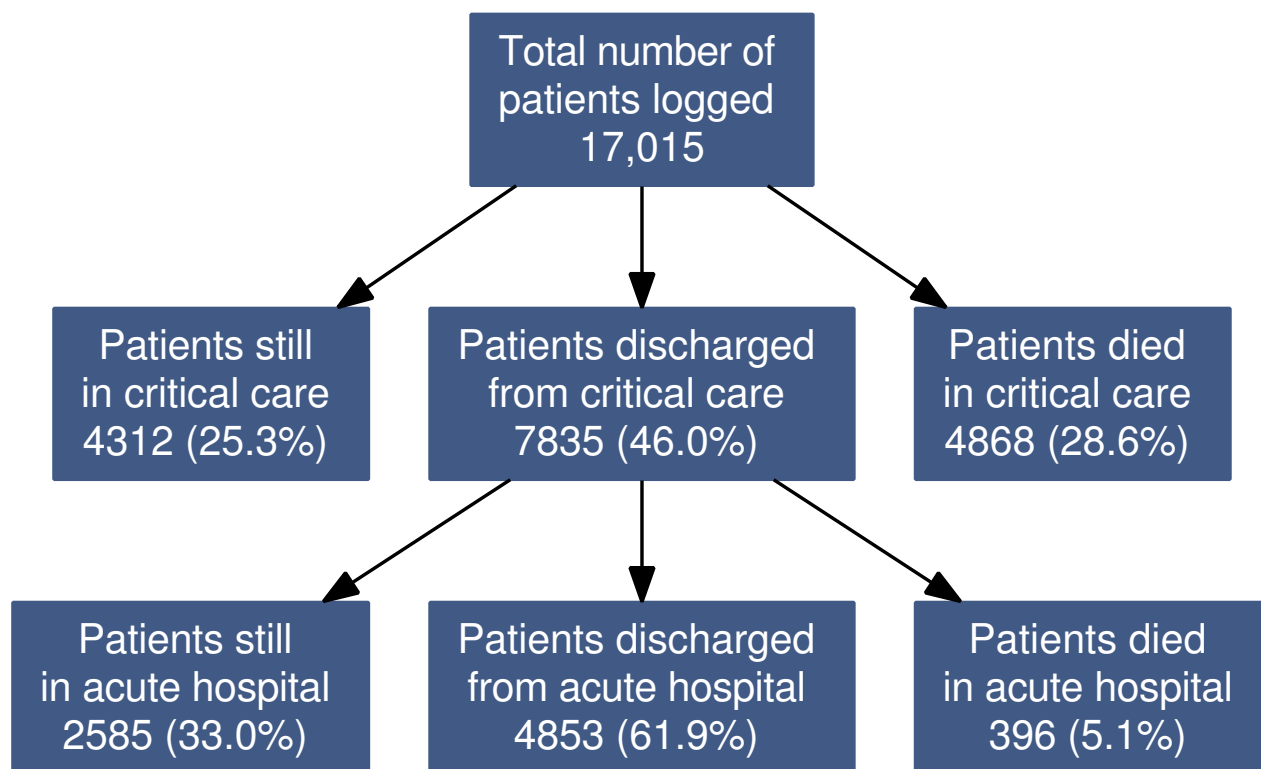 Total number of
patients logged
17,015
Patients still
in critical care
4312 (25.3%)
Patients discharged
from critical care
7835 (46.0%)
Patients died
in critical care
4868 (28.6%)
Patients still
in acute hospital
2585 (33.0%)
Patients discharged
from acute hospital
4853 (61.9%)
Patients died
in acute hospital
396 (5.1%)